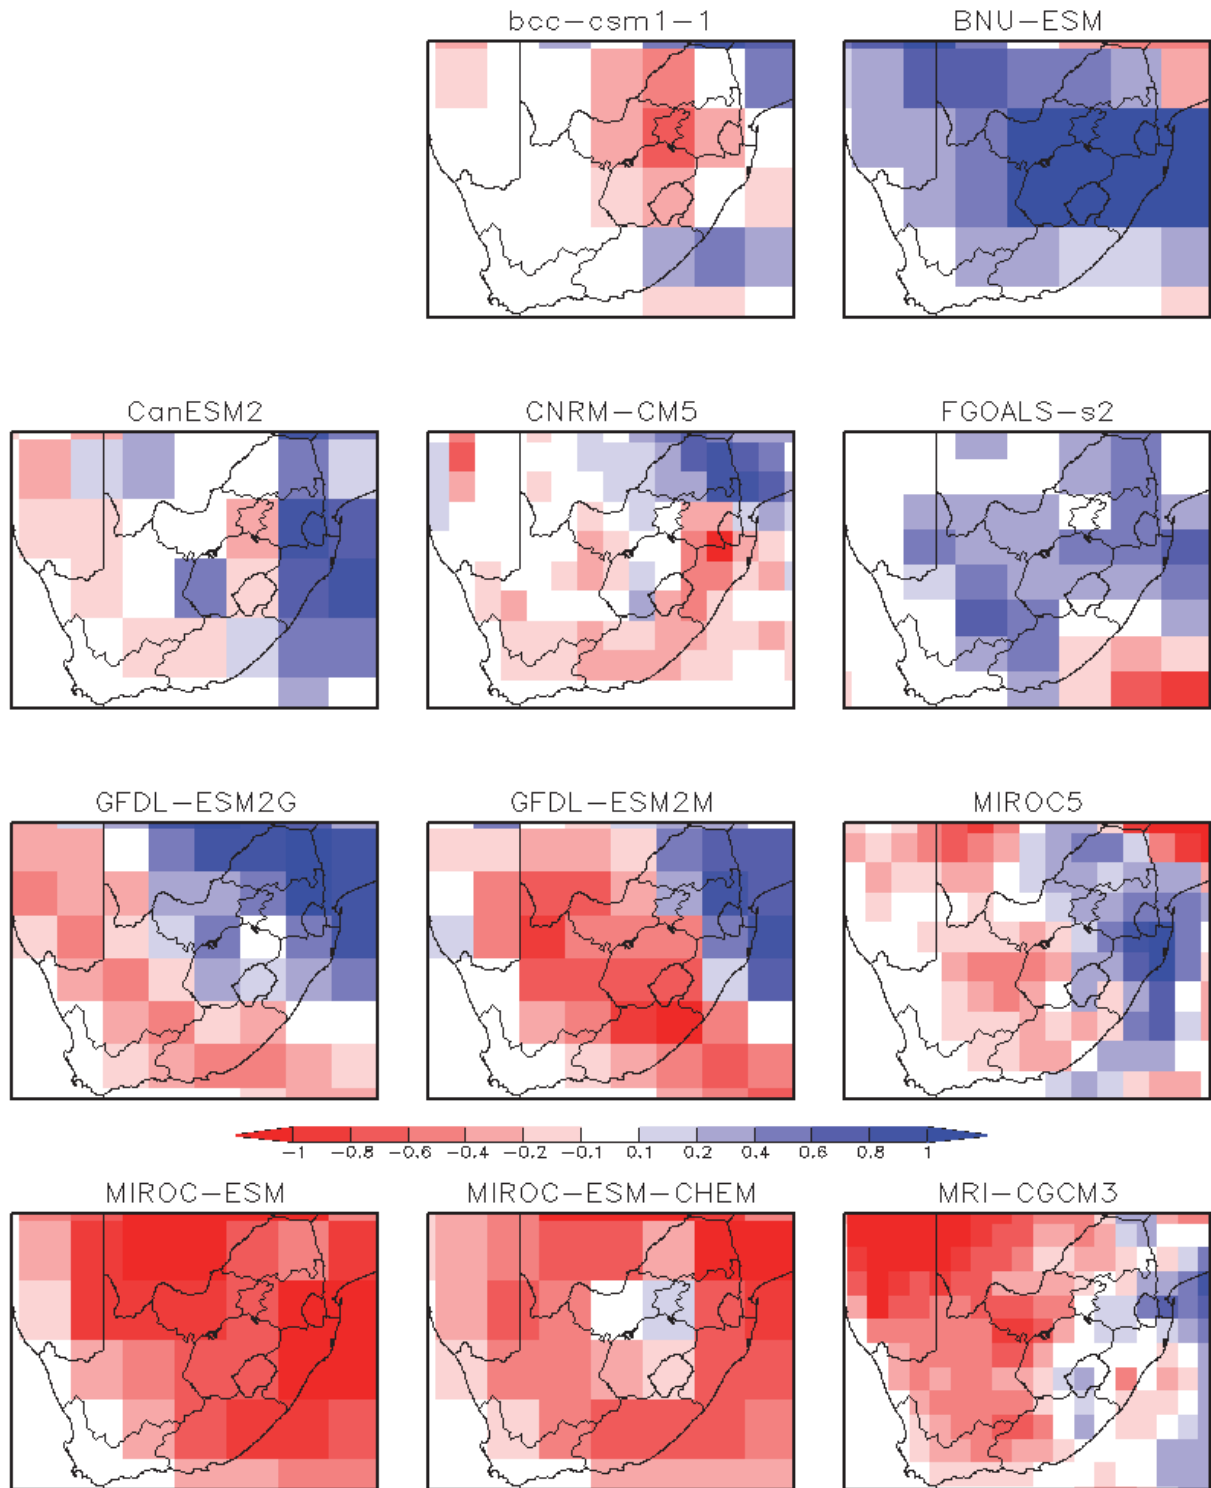 bcc-csm1-1 BNU-ESM
CanESM2 CNRM-CM5 FGOALS-s2
GFDL-ESM2G GFDL-ESM2M MIROC5
-1 -0.8 -0.6 -0.4 -0.2 -0.1 0.1 0.2 0.4 0.6 0.8 1
MIROC-ESM MIROC-ESM-CHEM MRI-CGCM3